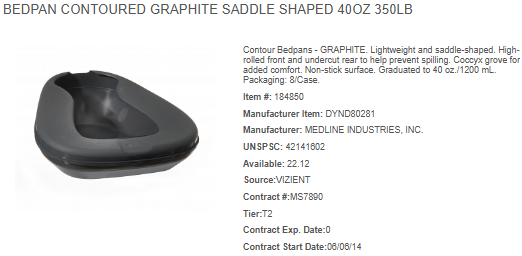 BEDPAN CONTOURED GRAPHITE SADDLE SHAPED 40OZ 350LB
Contour Bedpans - GRAPHITE. Lightweight and saddle-shaped. High-
rolled front and undercut rear to help prevent spilling. Coccyx grove for
added comfort. Non-stick surface. Graduated to 40 oz./1200 mL.
Packaging: 8/Case.
Item #: 184850
Manufacturer Item: DYND80281
Manufacturer: MEDLINE INDUSTRIES, INC.
UNSPSC: 42141602
Available: 22.12
Source:VIZIENT
Contract #:MS7890
Tier:T2
Contract Exp. Date:0
Contract Start Date:06/06/14